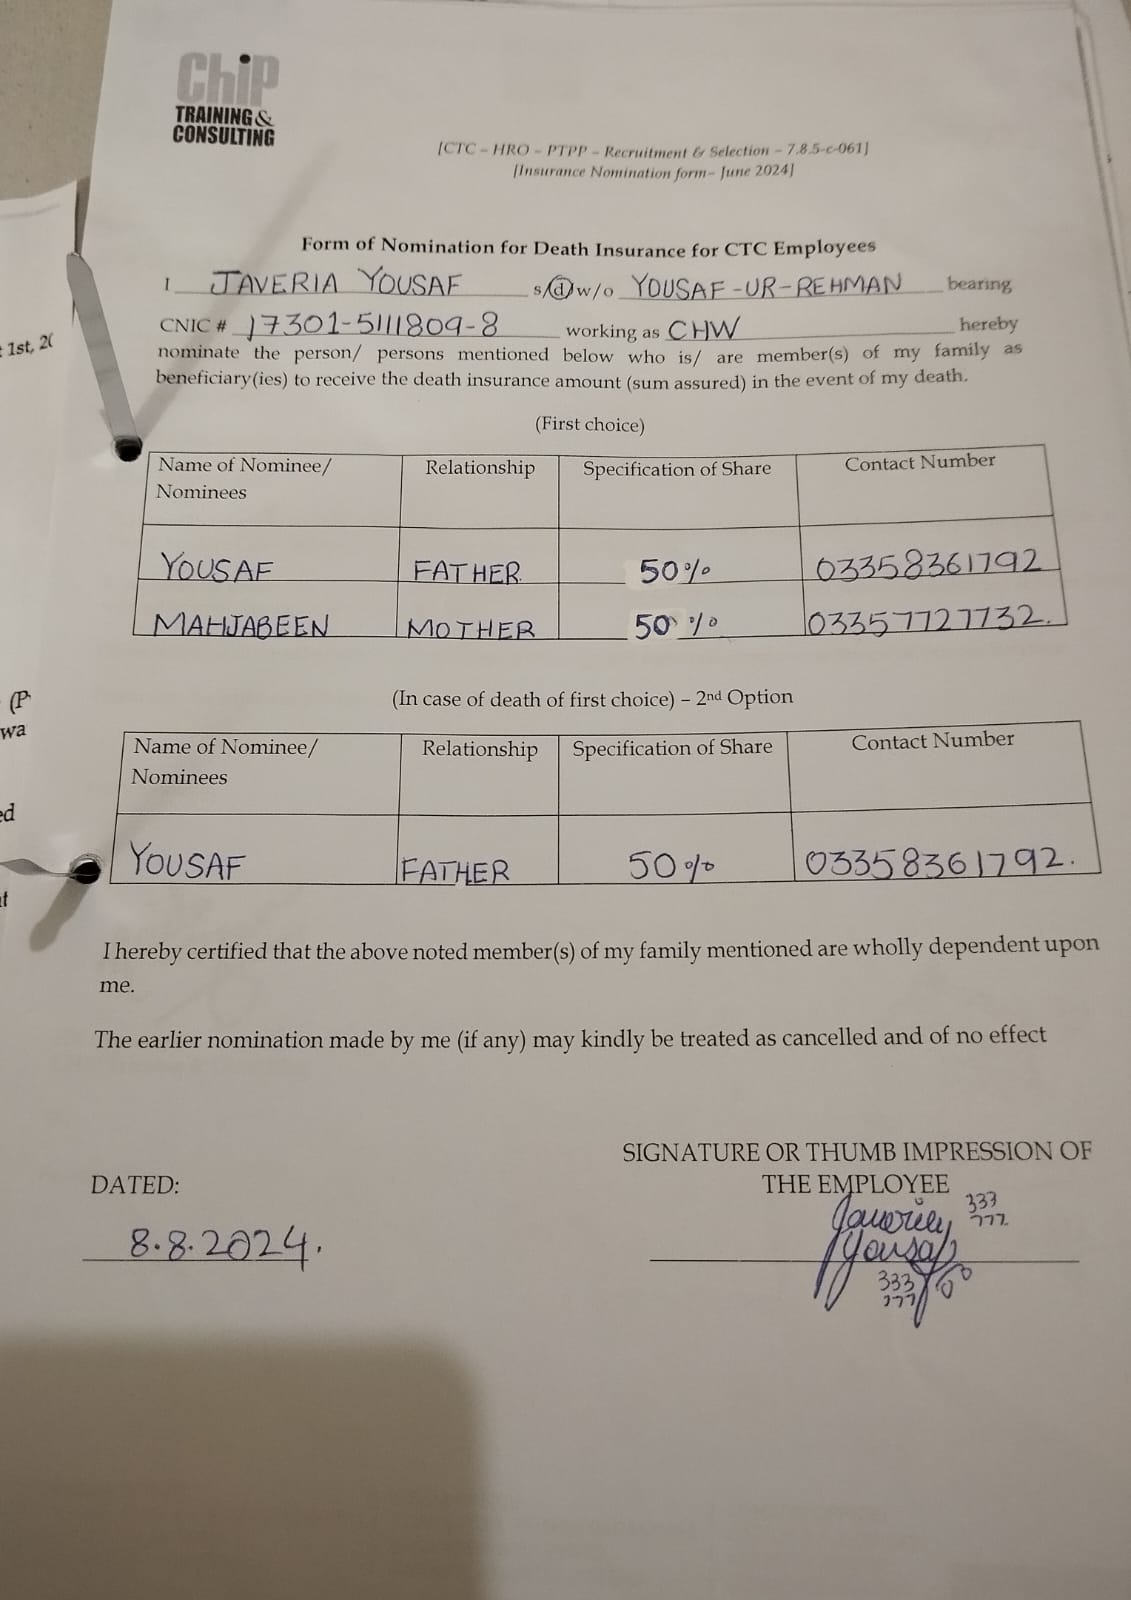 Chip
TRAINING &
CONSULTING
[CTC – HRO – PTPP – Recruitment & Selection – 7.8.5-c-061]
[Insurance Nomination form– June 2024]
Form of Nomination for Death Insurance for CTC Employees
I JAVERIA YOUSAF s/d/w/o YOUSAF-UR-REHMAN bearing
CNIC # 17301-5111809-8 working as CHW hereby
nominate the person/ persons mentioned below who is/ are member(s) of my family as
beneficiary(ies) to receive the death insurance amount (sum assured) in the event of my death.
(First choice)
Name of Nominee/ Relationship Specification of Share Contact Number
Nominees
YOUSAF FATHER 50% 03358361792
MAHJABEEN MOTHER 50% 03357727732.
(In case of death of first choice) – 2nd Option
Name of Nominee/ Relationship Specification of Share Contact Number
Nominees
YOUSAF FATHER 50% 03358361792.
I hereby certified that the above noted member(s) of my family mentioned are wholly dependent upon
me.
The earlier nomination made by me (if any) may kindly be treated as cancelled and of no effect
SIGNATURE OR THUMB IMPRESSION OF
DATED: THE EMPLOYEE
8.8.2024.
Yousaf
1st, 20
(P
wa
ed